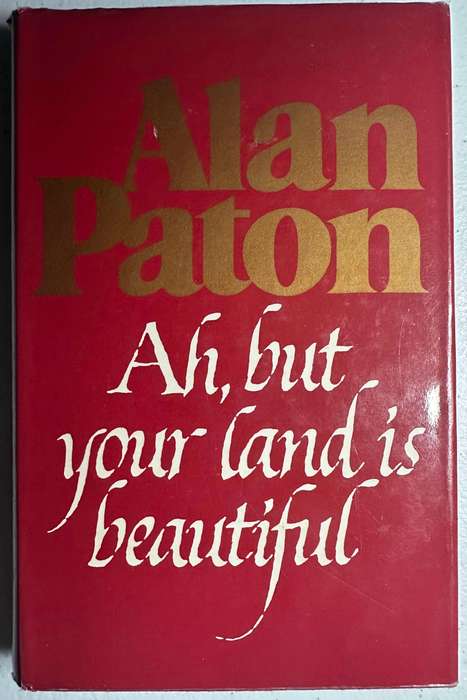 Alan
Paton
Ah, but
your land is
beautiful